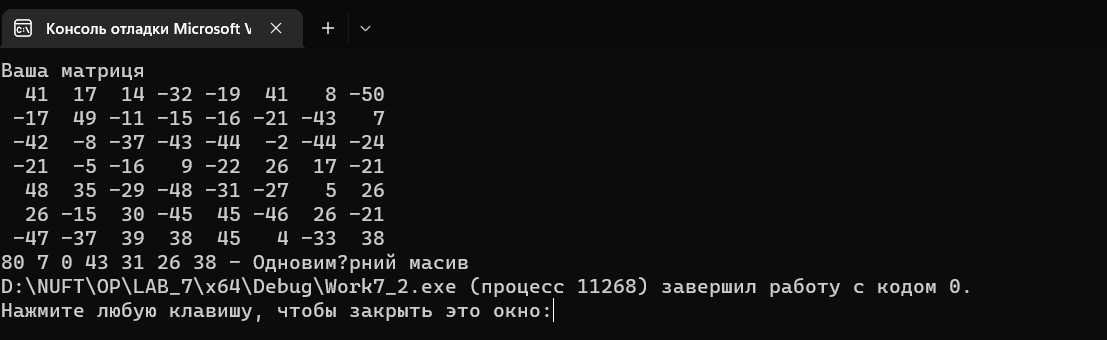 Консоль отладки Microsoft V
Ваша матриця
41 17 14 -32 -19 41 8 -50
-17 49 -11 -15 -16 -21 -43 7
-42 -8 -37 -43 -44 -2 -44 -24
-21 -5 -16 9 -22 26 17 -21
48 35 -29 -48 -31 -27 5 26
26 -15 30 -45 45 -46 26 -21
-47 -37 39 38 45 4 -33 38
80 7 0 43 31 26 38 - Одновим?рний масив
D:\NUFT\OP\LAB_7\x64\Debug\Work7_2.exe (процесс 11268) завершил работу с кодом 0.
Нажмите любую клавишу, чтобы закрыть это окно: